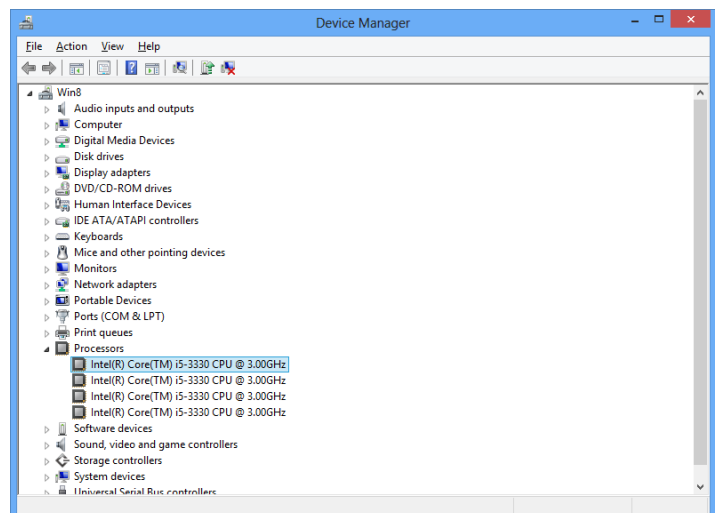 Device Manager
File Action View Help
Win8
Audio inputs and outputs
Computer
Digital Media Devices
Disk drives
Display adapters
DVD/CD-ROM drives
Human Interface Devices
IDE ATA/ATAPI controllers
Keyboards
Mice and other pointing devices
Monitors
Network adapters
Portable Devices
Ports (COM & LPT)
Print queues
Processors
Intel(R) Core(TM) i5-3330 CPU @ 3.00GHz
Intel(R) Core(TM) i5-3330 CPU @ 3.00GHz
Intel(R) Core(TM) i5-3330 CPU @ 3.00GHz
Intel(R) Core(TM) i5-3330 CPU @ 3.00GHz
Software devices
Sound, video and game controllers
Storage controllers
System devices
Universal Serial Bus controllers